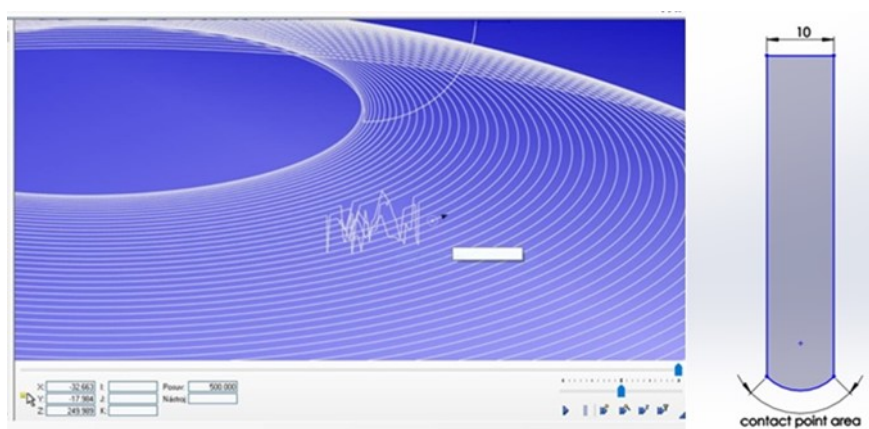 10
X: -32.663 I: Posuv: 500.000
Y: -17.984 J: Nástroj
Z: 249.989 K:
contact point area